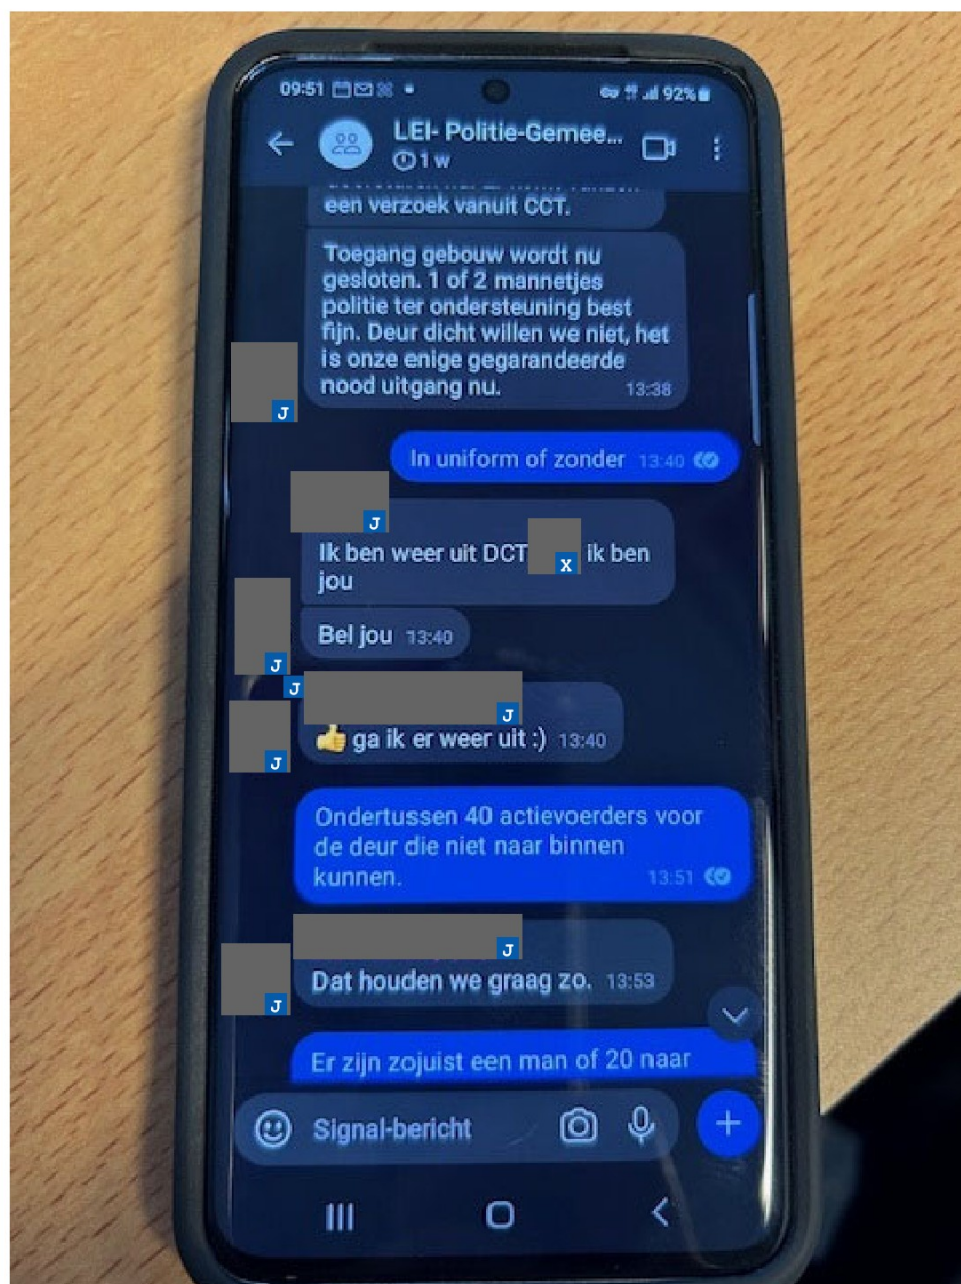 09:51 92%
LEI- Politie-Gemee...
1 w
een verzoek vanuit CCT.
Toegang gebouw wordt nu
gesloten. 1 of 2 mannetjes
politie ter ondersteuning best
fijn. Deur dicht willen we niet, het
is onze enige gegarandeerde
nood uitgang nu. 13:38
J
In uniform of zonder 13:40
J
Ik ben weer uit DCT X ik ben
jou
Bel jou 13:40
J
J
J
👍 ga ik er weer uit :) 13:40
J
Ondertussen 40 actievoerders voor
de deur die niet naar binnen
kunnen. 13:51
J
Dat houden we graag zo. 13:53
J
Er zijn zojuist een man of 20 naar
Signal-bericht